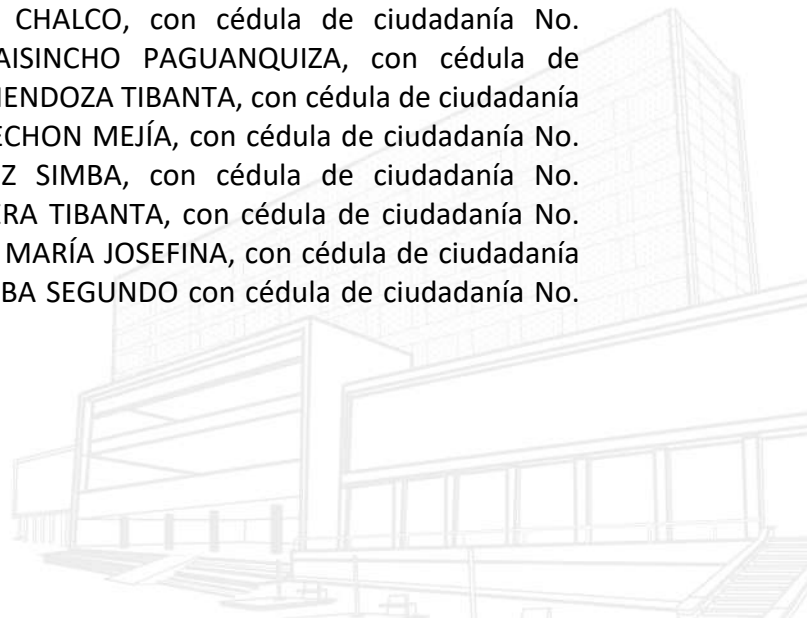 CHALCO, con cédula de ciudadanía No.
AISINCHO PAGUANQUIZA, con cédula de
MENDOZA TIBANTA, con cédula de ciudadanía
ECHON MEJÍA, con cédula de ciudadanía No.
Z SIMBA, con cédula de ciudadanía No.
ERA TIBANTA, con cédula de ciudadanía No.
MARÍA JOSEFINA, con cédula de ciudadanía
BA SEGUNDO con cédula de ciudadanía No.